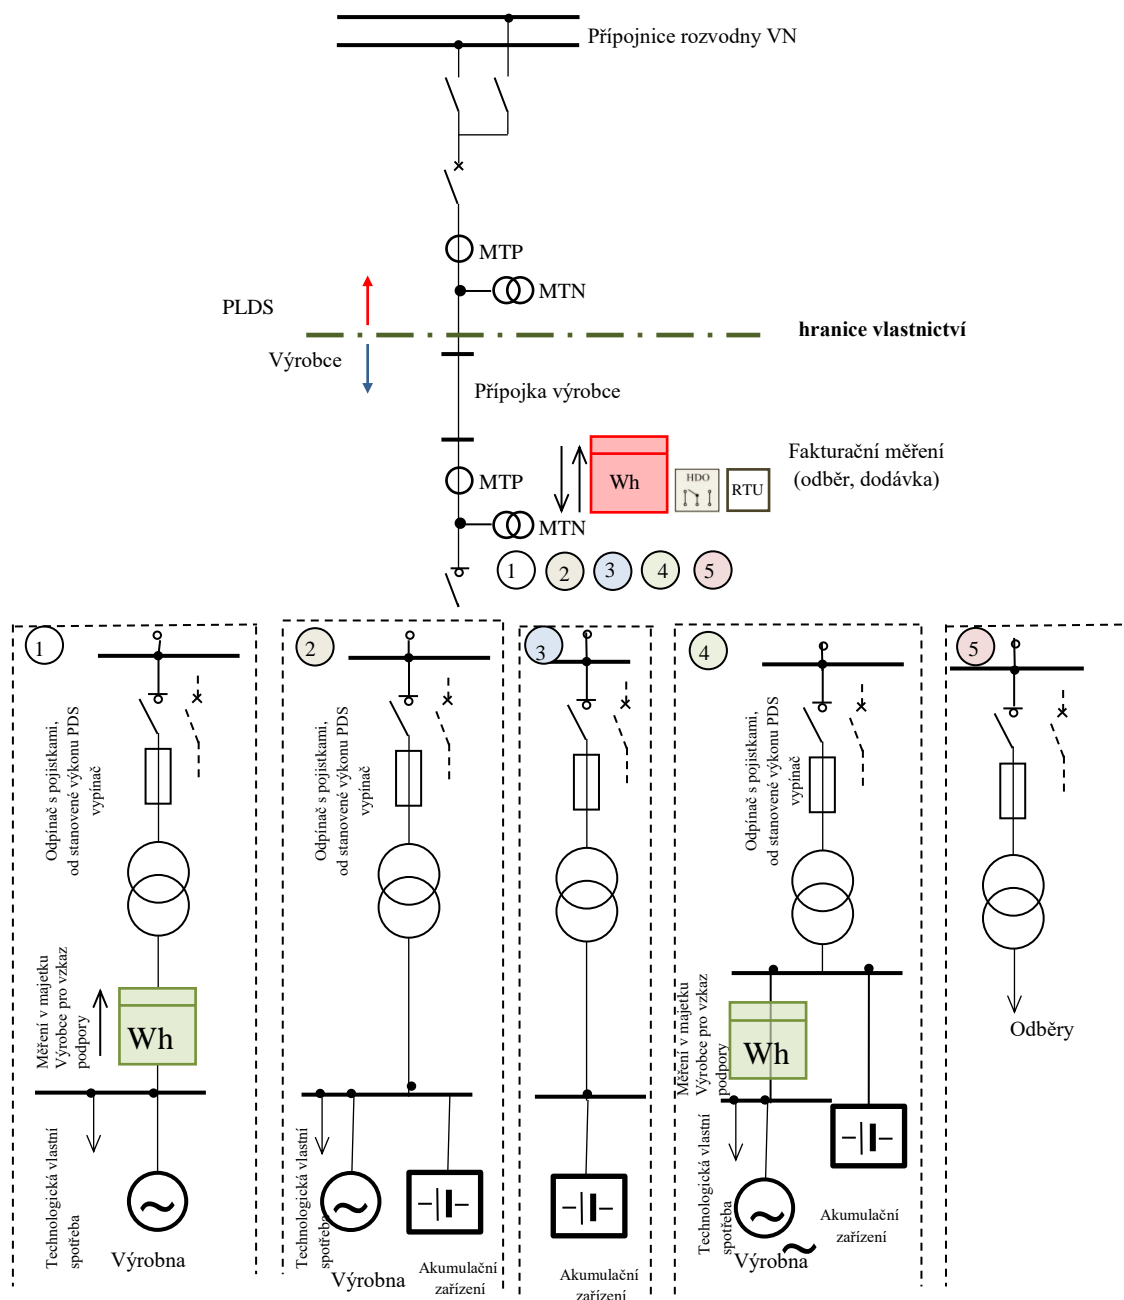 Přípojnice rozvodny VN
MTP
MTN
PLDS
hranice vlastnictví
Výrobce
Přípojka výrobce
Fakturační měření
(odběr, dodávka)
Wh
HDO
RTU
MTP
MTN
1
2
3
4
5
1
2
3
4
5
Odpínač s pojistkami,
od stanovené výkonu PDS
vypínač
Odpínač s pojistkami,
od stanovené výkonu PDS
vypínač
Odpínač s pojistkami,
od stanovené výkonu PDS
vypínač
Měření v majetku
Výrobce pro vzkaz
podpory
Wh
Měření v majetku
Výrobce pro vzkaz
podpory
Wh
Odběry
Technologická vlastní
spotřeba
Výrobna
Technologická vlastní
spotřeba
Výrobna
Akumulační
zařízení
Akumulační
zařízení
Technologická vlastní
spotřeba
Výrobna
Akumulační
zařízení